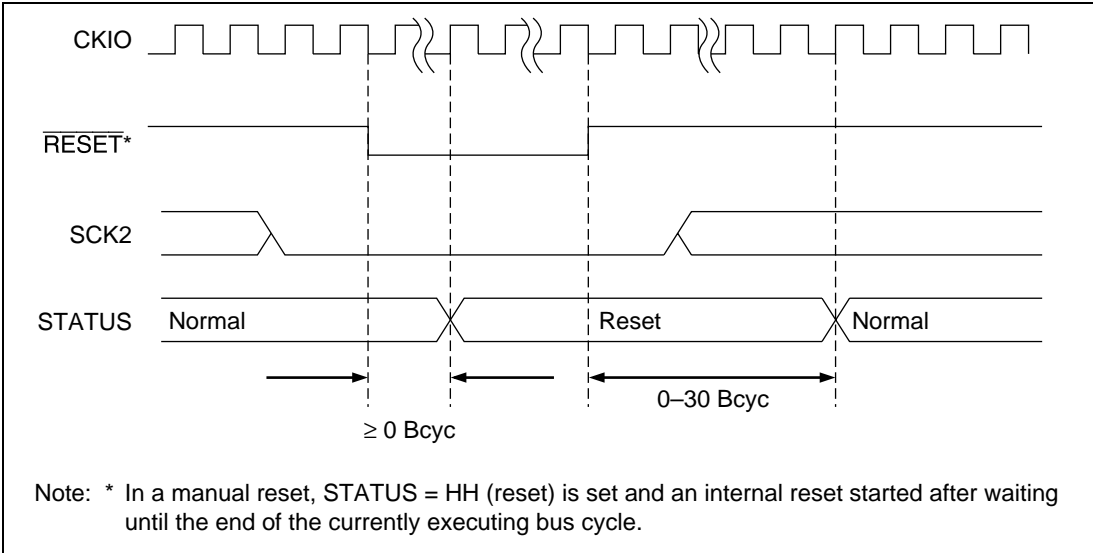 CKIO
RESET*
SCK2
STATUS Normal Reset Normal
0–30 Bcyc
≥ 0 Bcyc
Note: * In a manual reset, STATUS = HH (reset) is set and an internal reset started after waiting
until the end of the currently executing bus cycle.